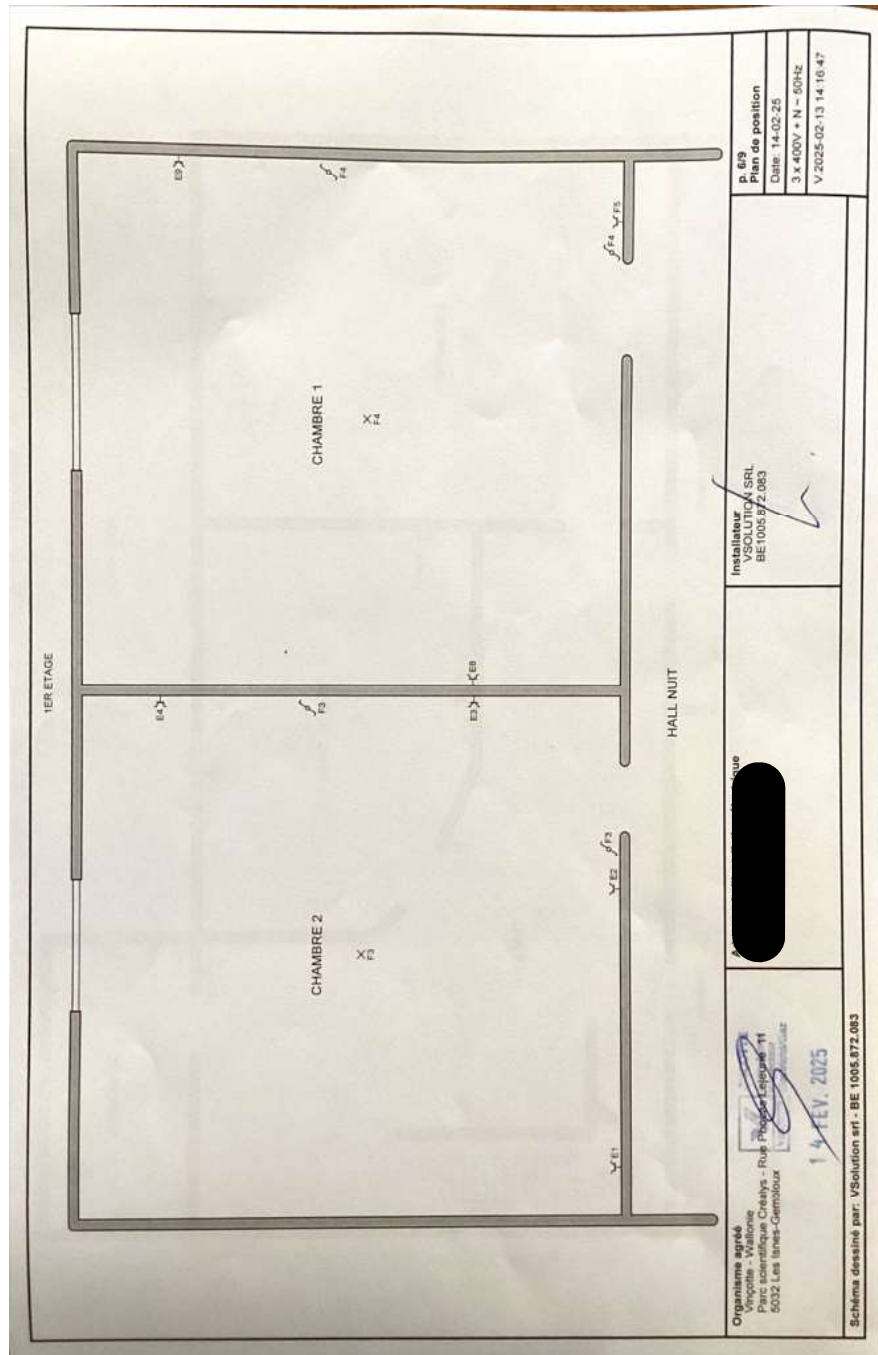 1ER ETAGE
E4
F3
E3
E8
E9
F4
CHAMBRE 2
X
F3
CHAMBRE 1
X
F4
E1
E2
F3
F4
F5
HALL NUIT
Organisme agréé
Vinçotte - Wallonie
Parc scientifique Créalys - Rue Phocas Lejeune 11
5032 Les Isnes-Gembloux
14 FEV. 2025
Installateur
VSOLUTION SRL
BE1005.872.083
p. 6/9
Plan de position
Date: 14-02-25
3 x 400V + N ~ 50Hz
V.2025-02-13 14:16:47
Schéma dessiné par: VSolution srl - BE 1005.872.083